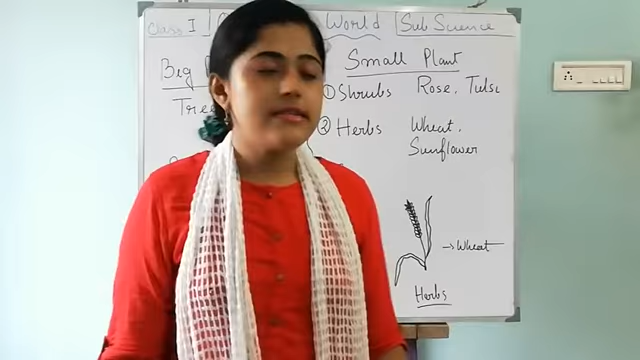 Class I World Sub Science
Big Small Plant
Tree ① Shrubs Rose. Tulsi
② Herbs Wheat.
Sunflower
→ Wheat
Herbs